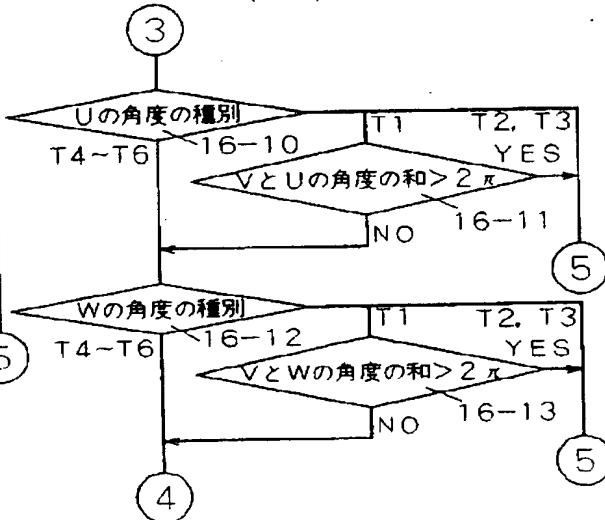 3
Uの角度の種別
16-10
T1
T2, T3
T4~T6
YES
VとUの角度の和>2π
16-11
NO
5
Wの角度の種別
16-12
T1
T2, T3
5
T4~T6
YES
VとWの角度の和>2π
16-13
NO
5
4